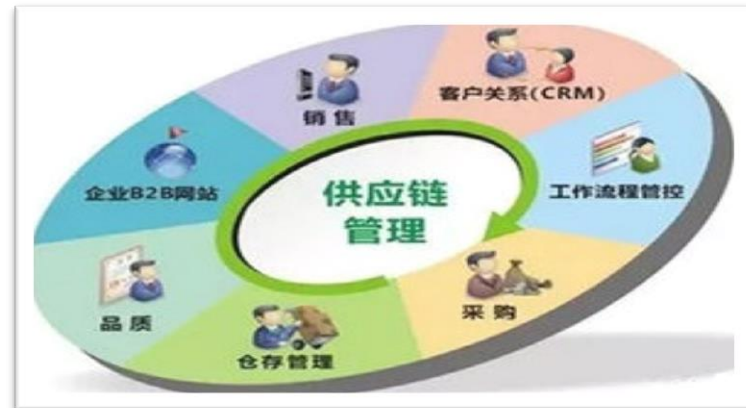 销售
客户关系(CRM)
企业B2B网站
供应链
管理
工作流程管控
品质
采购
仓存管理